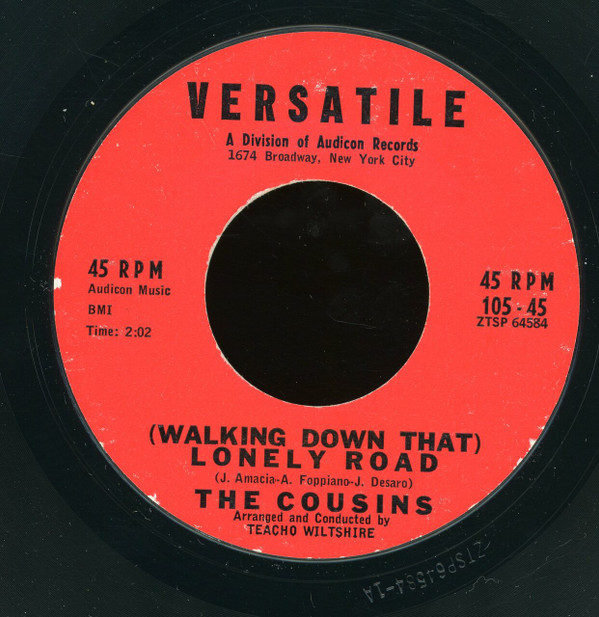 VERSATILE
A Division of Audicon Records
1674 Broadway, New York City
45 RPM
Audicon Music
BMI
Time: 2:02
45 RPM
105-45
ZTSP 64584
(WALKING DOWN THAT)
LONELY ROAD
(J. Amacia-A. Foppiano-J. Desaro)
THE COUSINS
Arranged and Conducted by
TEACHO WILTSHIRE
ZTSP64584-1A